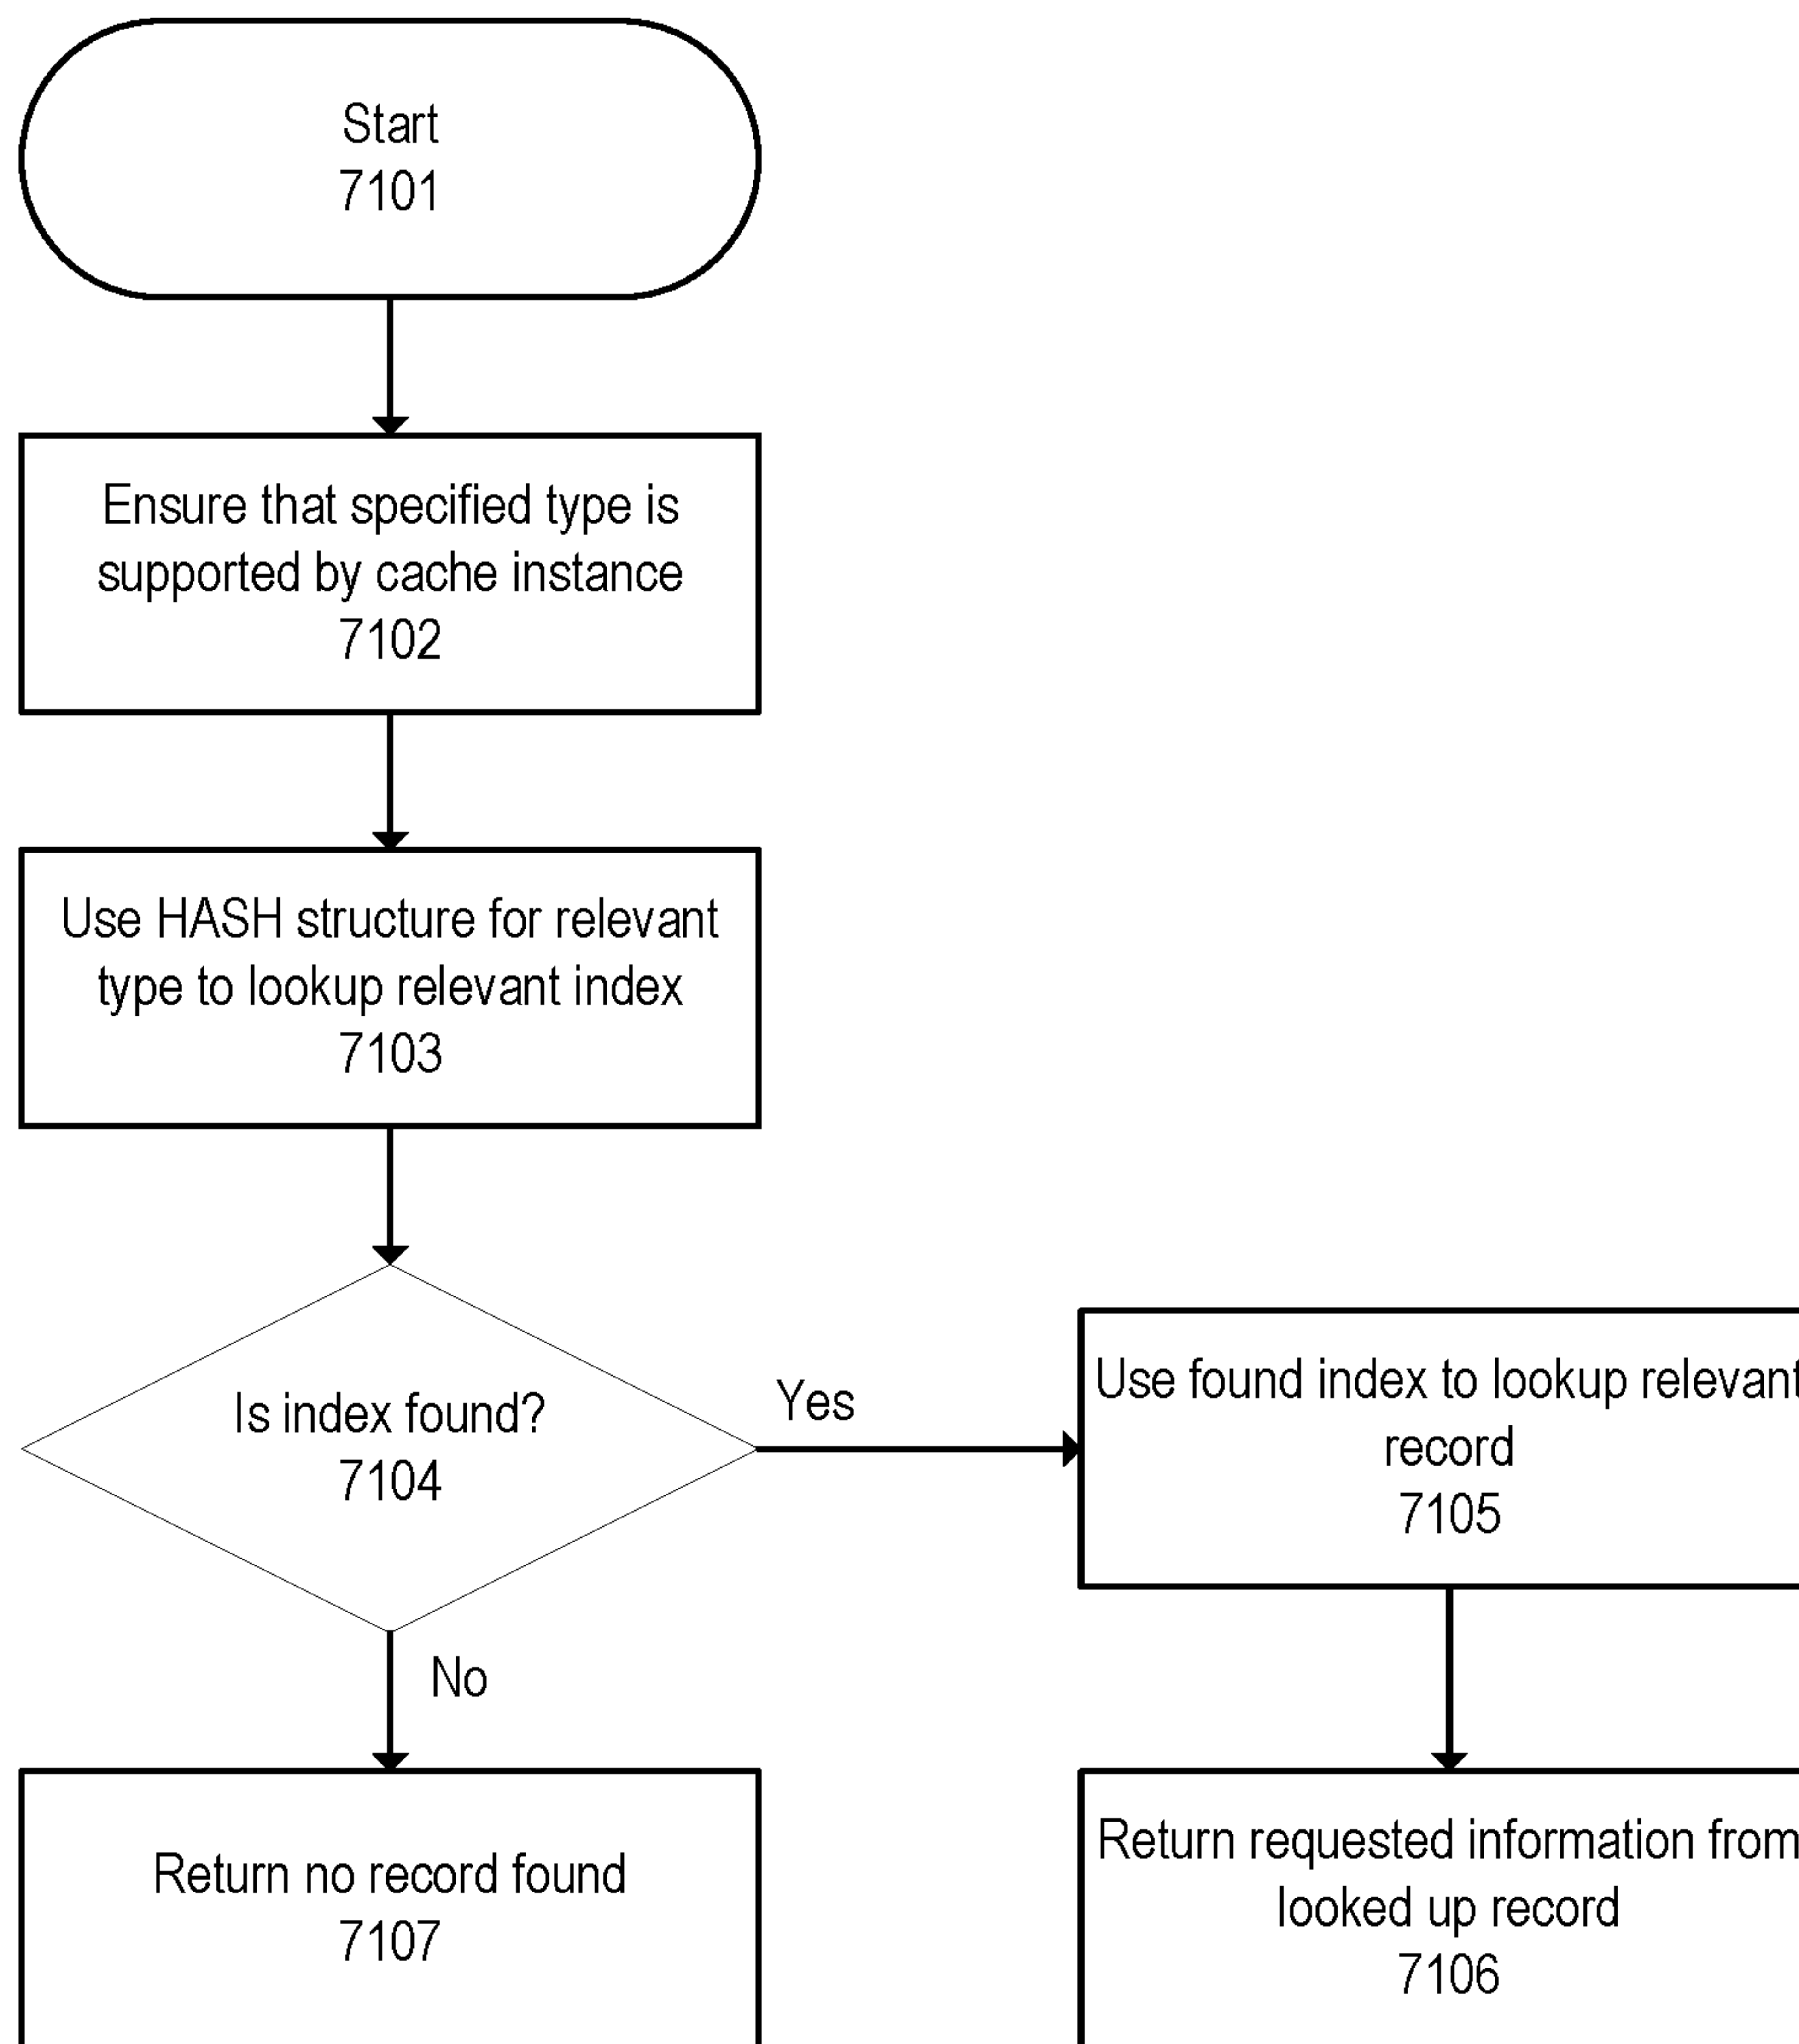 Start
7101
Ensure that specified type is
supported by cache instance
7102
Use HASH structure for relevant
type to lookup relevant index
7103
Is index found?
7104
Yes
Use found index to lookup relevant
record
7105
No
Return no record found
7107
Return requested information from
looked up record
7106